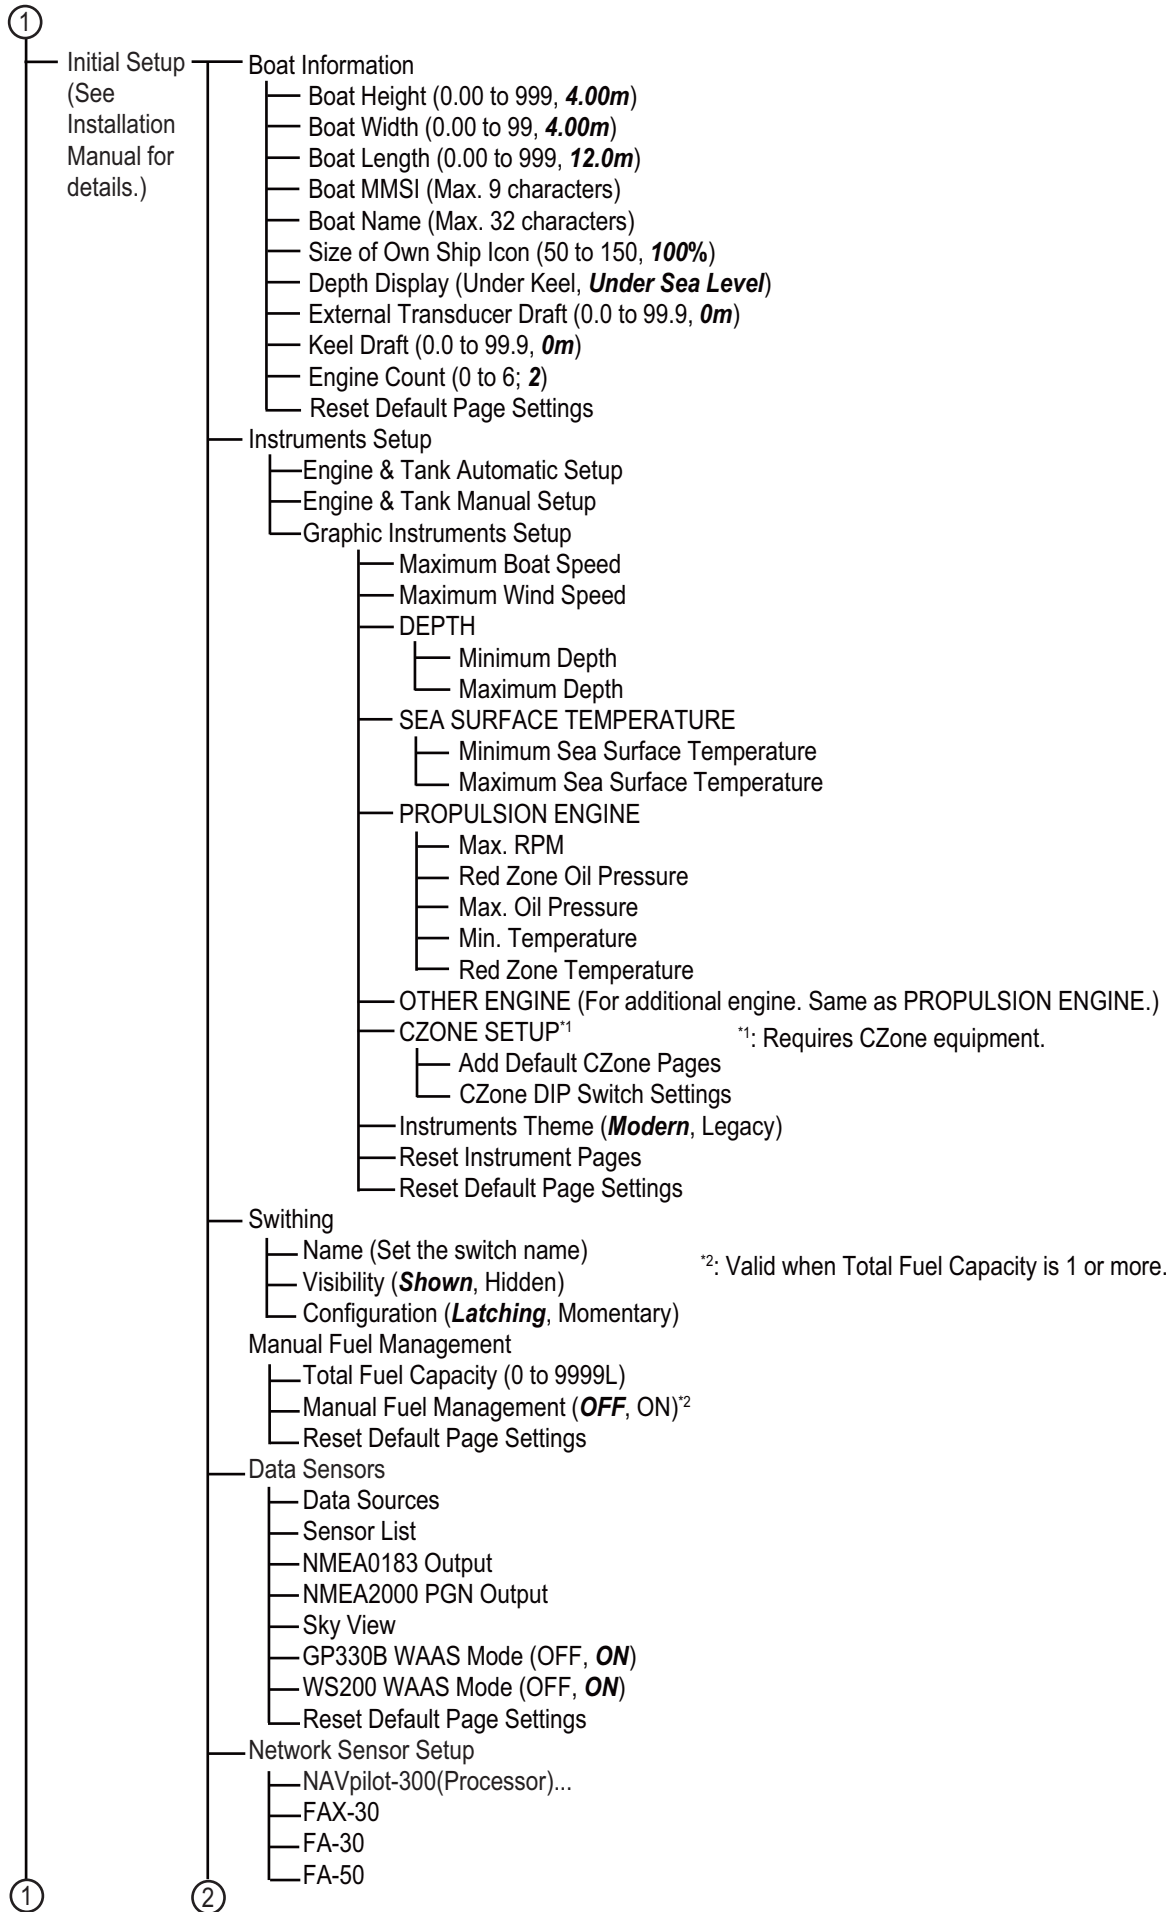 1
Initial Setup
(See
Installation
Manual for
details.)
Boat Information
Boat Height (0.00 to 999, 4.00m)
Boat Width (0.00 to 99, 4.00m)
Boat Length (0.00 to 999, 12.0m)
Boat MMSI (Max. 9 characters)
Boat Name (Max. 32 characters)
Size of Own Ship Icon (50 to 150, 100%)
Depth Display (Under Keel, Under Sea Level)
External Transducer Draft (0.0 to 99.9, 0m)
Keel Draft (0.0 to 99.9, 0m)
Engine Count (0 to 6; 2)
Reset Default Page Settings
Instruments Setup
Engine & Tank Automatic Setup
Engine & Tank Manual Setup
Graphic Instruments Setup
Maximum Boat Speed
Maximum Wind Speed
DEPTH
Minimum Depth
Maximum Depth
SEA SURFACE TEMPERATURE
Minimum Sea Surface Temperature
Maximum Sea Surface Temperature
PROPULSION ENGINE
Max. RPM
Red Zone Oil Pressure
Max. Oil Pressure
Min. Temperature
Red Zone Temperature
OTHER ENGINE (For additional engine. Same as PROPULSION ENGINE.)
CZONE SETUP*1
*1: Requires CZone equipment.
Add Default CZone Pages
CZone DIP Switch Settings
Instruments Theme (Modern, Legacy)
Reset Instrument Pages
Reset Default Page Settings
Swithing
Name (Set the switch name)
*2: Valid when Total Fuel Capacity is 1 or more.
Visibility (Shown, Hidden)
Configuration (Latching, Momentary)
Manual Fuel Management
Total Fuel Capacity (0 to 9999L)
Manual Fuel Management (OFF, ON)*2
Reset Default Page Settings
Data Sensors
Data Sources
Sensor List
NMEA0183 Output
NMEA2000 PGN Output
Sky View
GP330B WAAS Mode (OFF, ON)
WS200 WAAS Mode (OFF, ON)
Reset Default Page Settings
Network Sensor Setup
NAVpilot-300(Processor)...
FAX-30
FA-30
FA-50
1
2